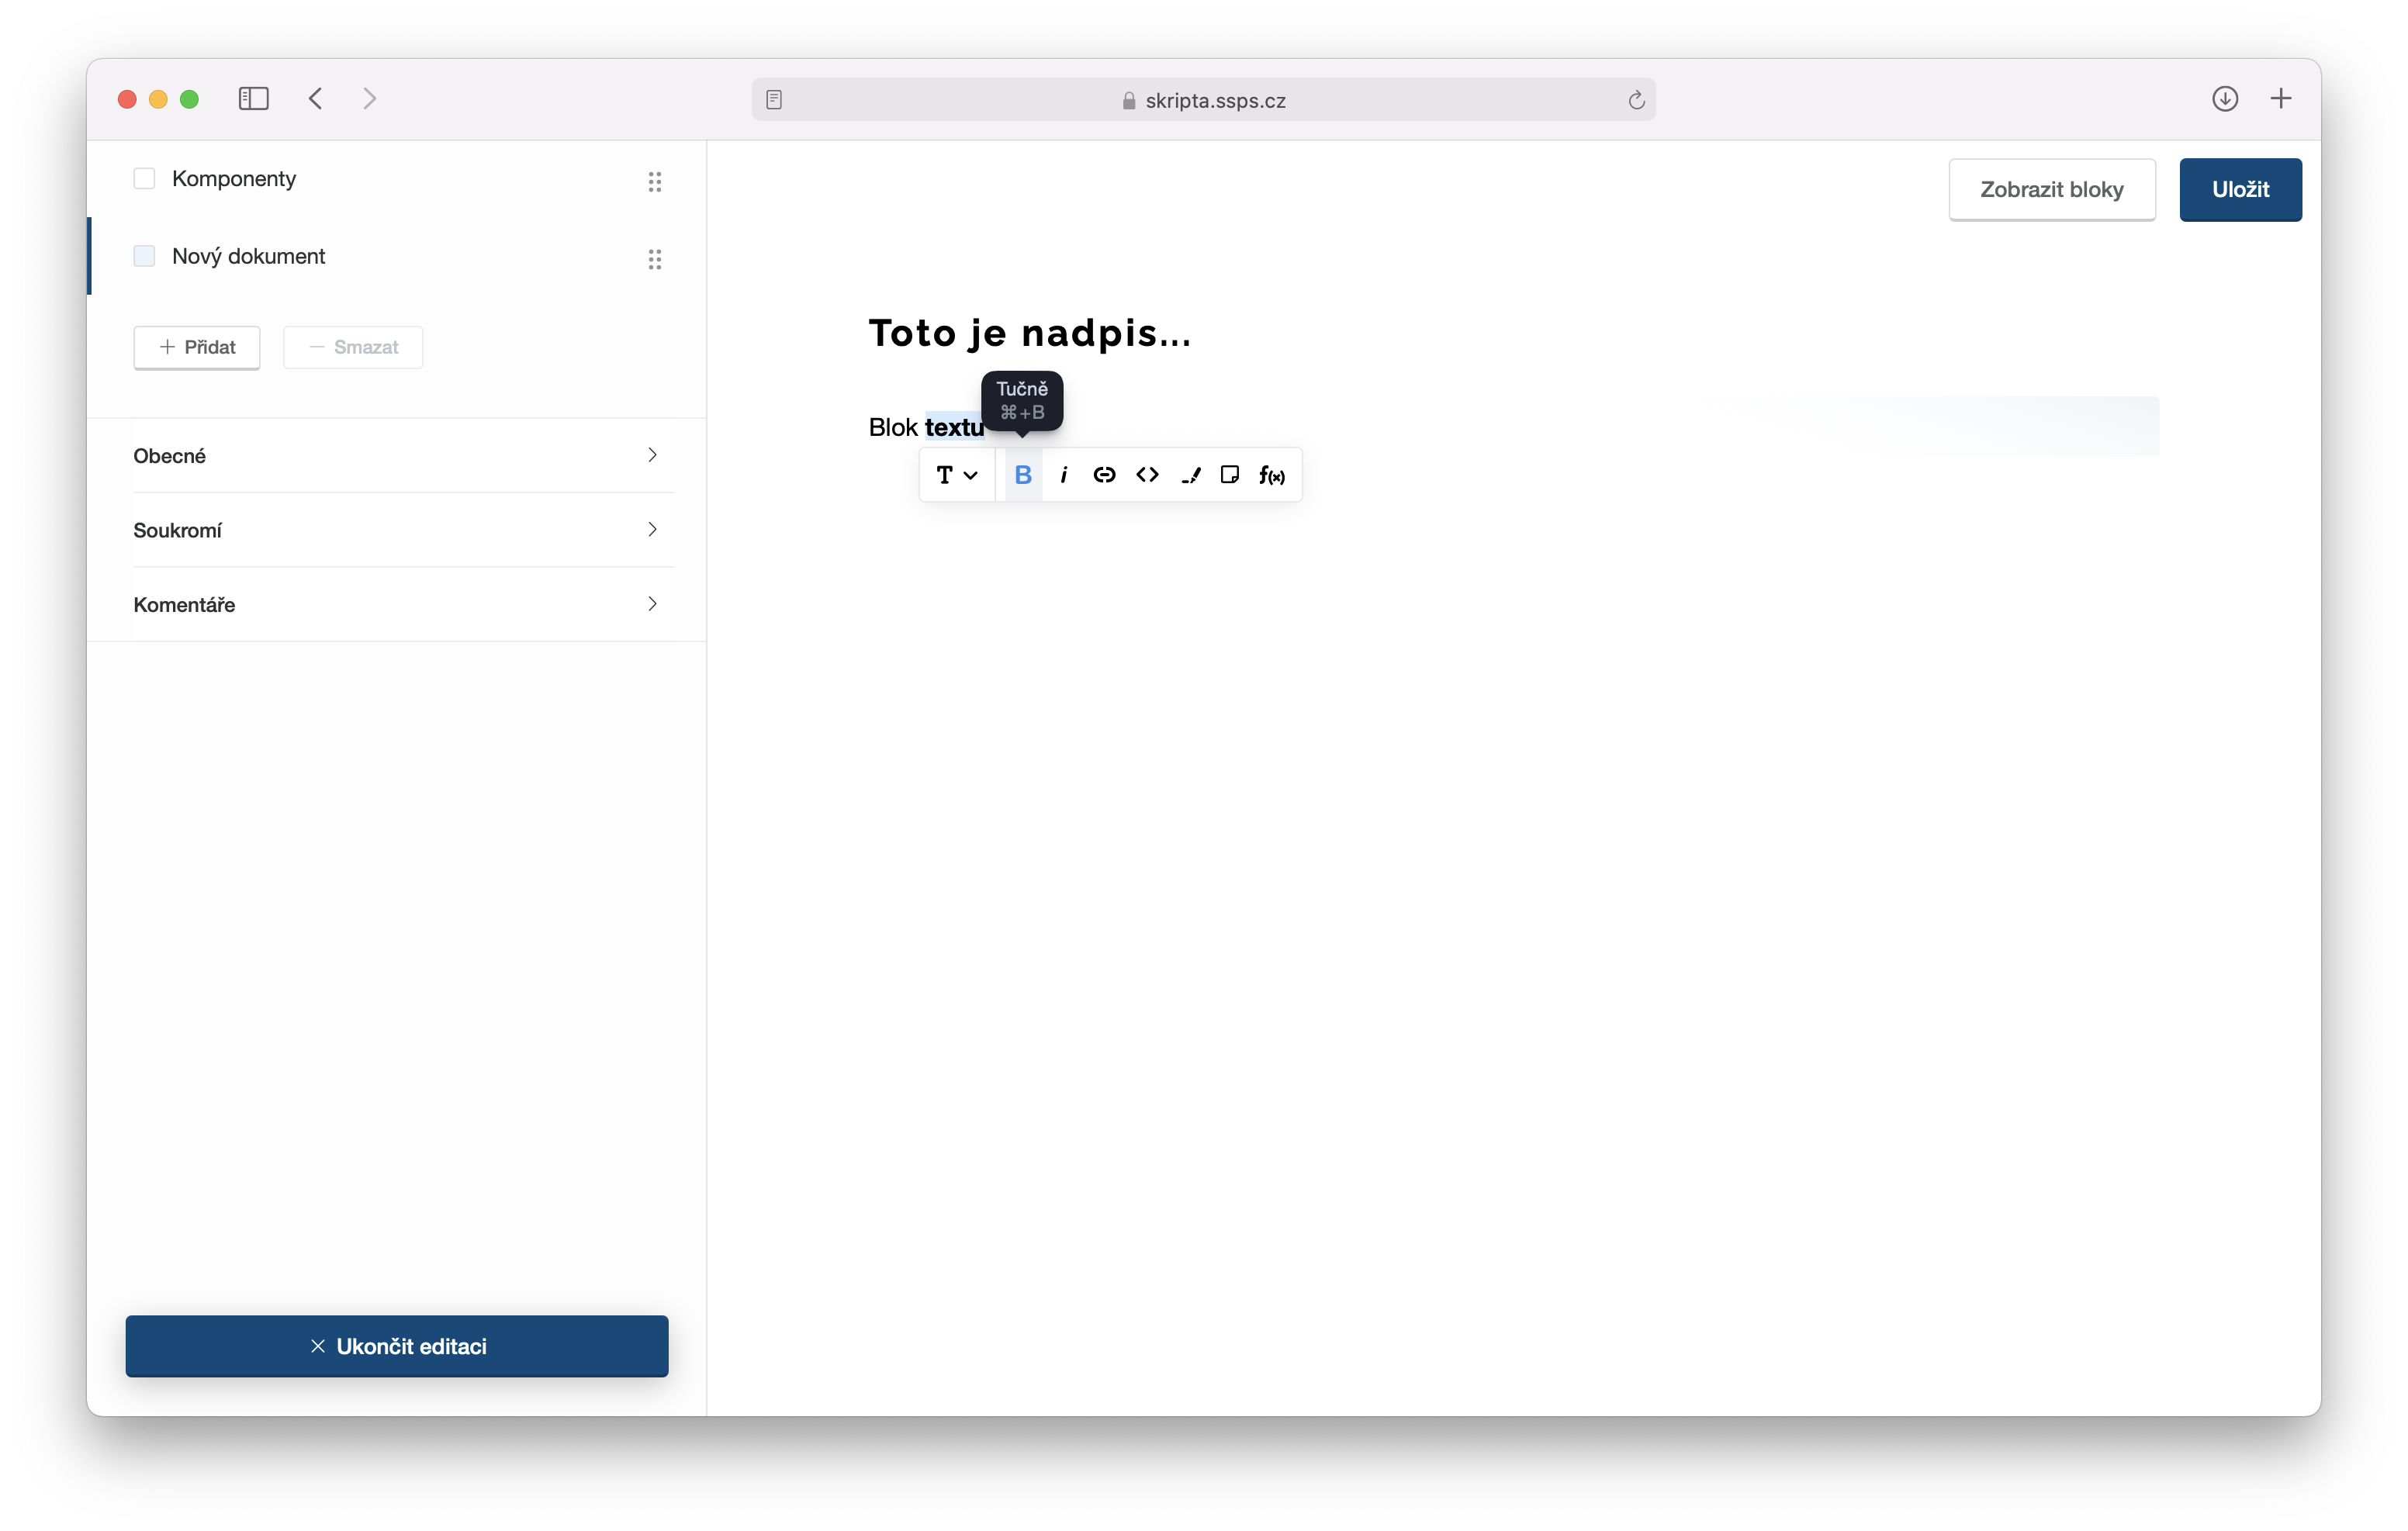 skripta.ssps.cz
Komponenty
Nový dokument
+ Přidat
− Smazat
Obecné
Soukromí
Komentáře
× Ukončit editaci
Zobrazit bloky
Uložit
Toto je nadpis...
Tučně
⌘+B
Blok textu
T B i f(x)